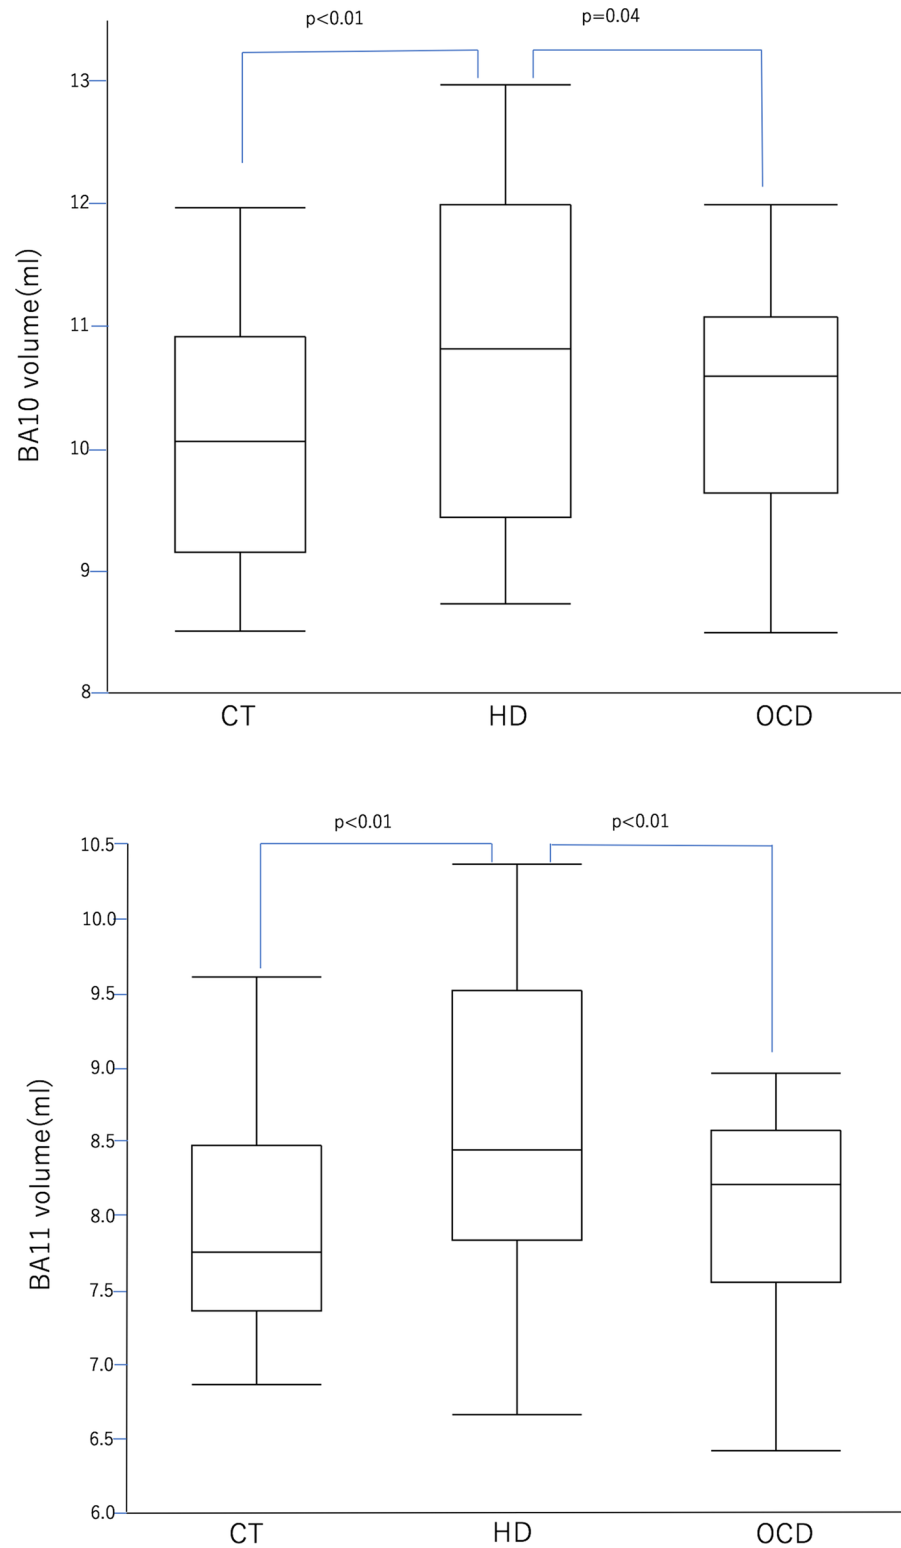 p<0.01
p=0.04
13
12
11
10
9
8
BA10 volume(ml)
CT
HD
OCD
p<0.01
p<0.01
10.5
10.0
9.5
9.0
8.5
8.0
7.5
7.0
6.5
6.0
BA11 volume(ml)
CT
HD
OCD